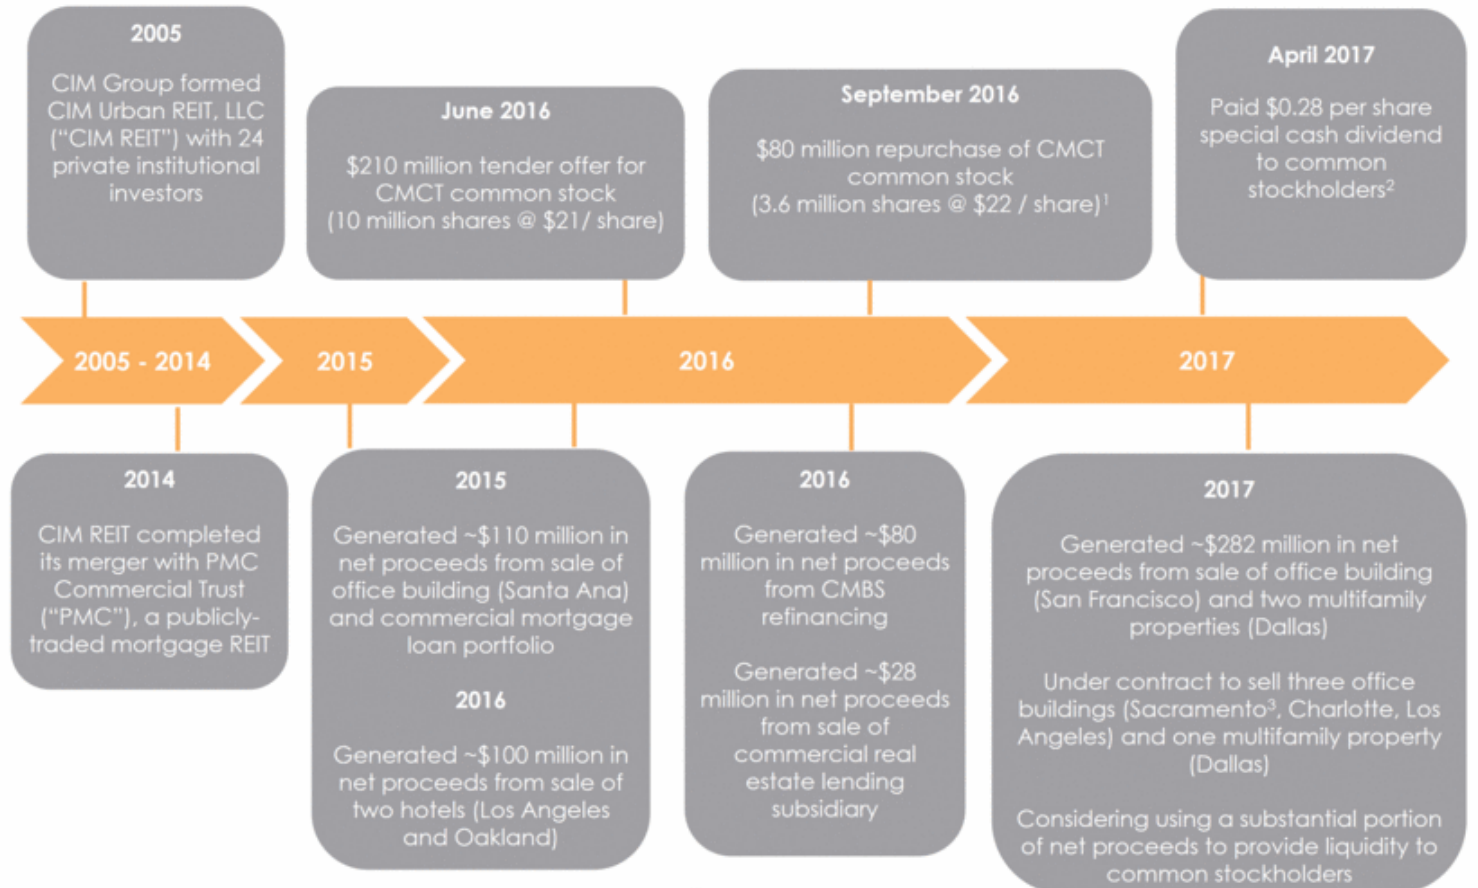 2005
CIM Group formed
CIM Urban REIT, LLC
(“CIM REIT”) with 24
private institutional
investors
June 2016
$210 million tender offer for
CMCT common stock
(10 million shares @ $21/ share)
September 2016
$80 million repurchase of CMCT
common stock
(3.6 million shares @ $22 / share)¹
April 2017
Paid $0.28 per share
special cash dividend
to common
stockholders²
2005 - 2014
2015
2016
2017
2014
CIM REIT completed
its merger with PMC
Commercial Trust
(“PMC”), a publicly-
traded mortgage REIT
2015
Generated ~$110 million in
net proceeds from sale of
office building (Santa Ana)
and commercial mortgage
loan portfolio
2016
Generated ~$100 million in
net proceeds from sale of
two hotels (Los Angeles
and Oakland)
2016
Generated ~$80
million in net proceeds
from CMBS
refinancing
Generated ~$28
million in net proceeds
from sale of
commercial real
estate lending
subsidiary
2017
Generated ~$282 million in net
proceeds from sale of office building
(San Francisco) and two multifamily
properties (Dallas)
Under contract to sell three office
buildings (Sacramento³, Charlotte, Los
Angeles) and one multifamily property
(Dallas)
Considering using a substantial portion
of net proceeds to provide liquidity to
common stockholders